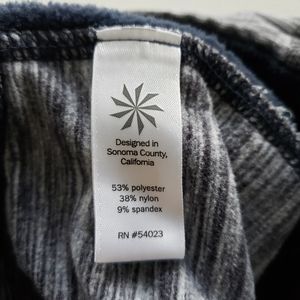 Designed in
Sonoma County,
California
53% polyester
38% nylon
9% spandex
RN #54023